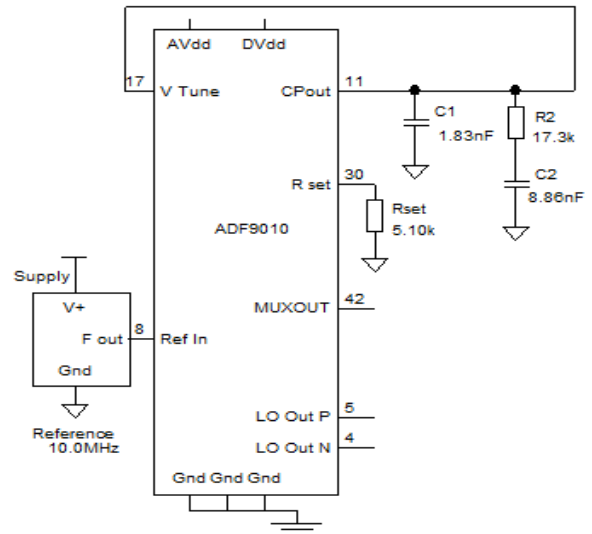 AVdd DVdd
17 V Tune CPout 11
C1
1.83nF
R2
17.3k
C2
8.86nF
R set 30
Rset
5.10k
ADF9010
Supply
V+
F out 8 Ref In
Gnd
Reference
10.0MHz
MUXOUT 42
LO Out P 5
LO Out N 4
Gnd Gnd Gnd